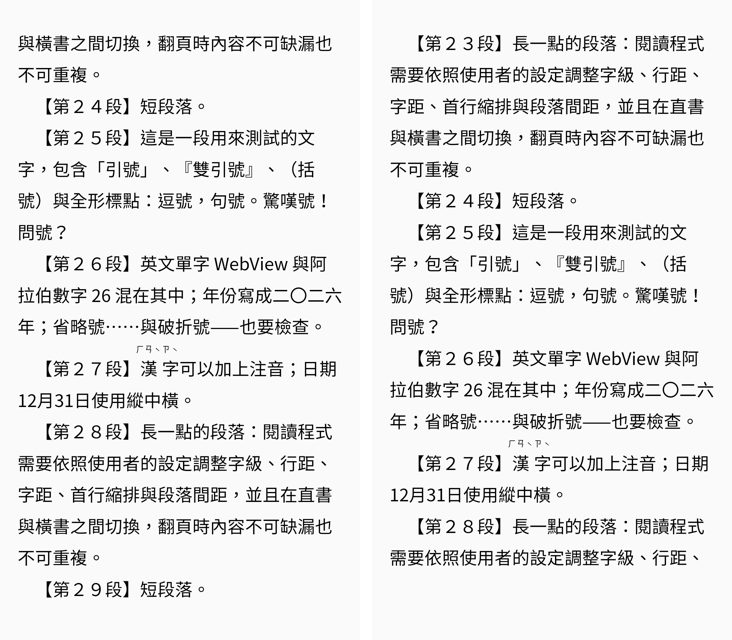 與橫書之間切換，翻頁時內容不可缺漏也
不可重複。
【第２４段】短段落。
【第２５段】這是一段用來測試的文
字，包含「引號」、『雙引號』、（括
號）與全形標點：逗號，句號。驚嘆號！
問號？
【第２６段】英文單字 WebView 與阿
拉伯數字 26 混在其中；年份寫成二〇二六
年；省略號⋯⋯與破折號——也要檢查。
ㄏㄢˋ ㄗˋ
【第２７段】漢字可以加上注音；日期
12月31日使用縱中橫。
【第２８段】長一點的段落：閱讀程式
需要依照使用者的設定調整字級、行距、
字距、首行縮排與段落間距，並且在直書
與橫書之間切換，翻頁時內容不可缺漏也
不可重複。
【第２９段】短段落。
【第２３段】長一點的段落：閱讀程式
需要依照使用者的設定調整字級、行距、
字距、首行縮排與段落間距，並且在直書
與橫書之間切換，翻頁時內容不可缺漏也
不可重複。
【第２４段】短段落。
【第２５段】這是一段用來測試的文
字，包含「引號」、『雙引號』、（括
號）與全形標點：逗號，句號。驚嘆號！
問號？
【第２６段】英文單字 WebView 與阿
拉伯數字 26 混在其中；年份寫成二〇二六
年；省略號⋯⋯與破折號——也要檢查。
ㄏㄢˋ ㄗˋ
【第２７段】漢字可以加上注音；日期
12月31日使用縱中橫。
【第２８段】長一點的段落：閱讀程式
需要依照使用者的設定調整字級、行距、